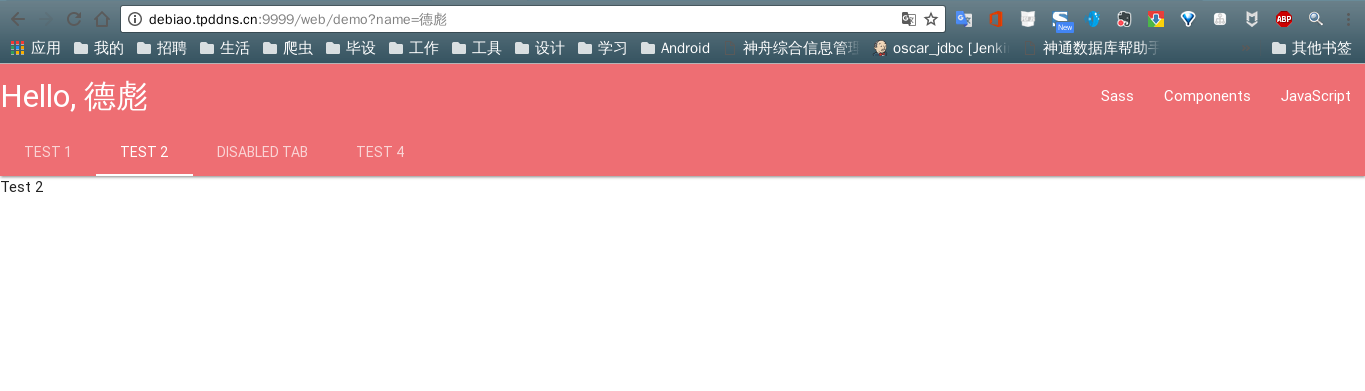 debiao.tpddns.cn:9999/web/demo?name=德彪
New
ABP
应用 我的 招聘 生活 爬虫 毕设 工作 工具 设计 学习 Android 神舟综合信息管理 oscar_jdbc [Jenkin 神通数据库帮助手 其他书签
Hello, 德彪 Sass Components JavaScript
TEST 1 TEST 2 DISABLED TAB TEST 4
Test 2